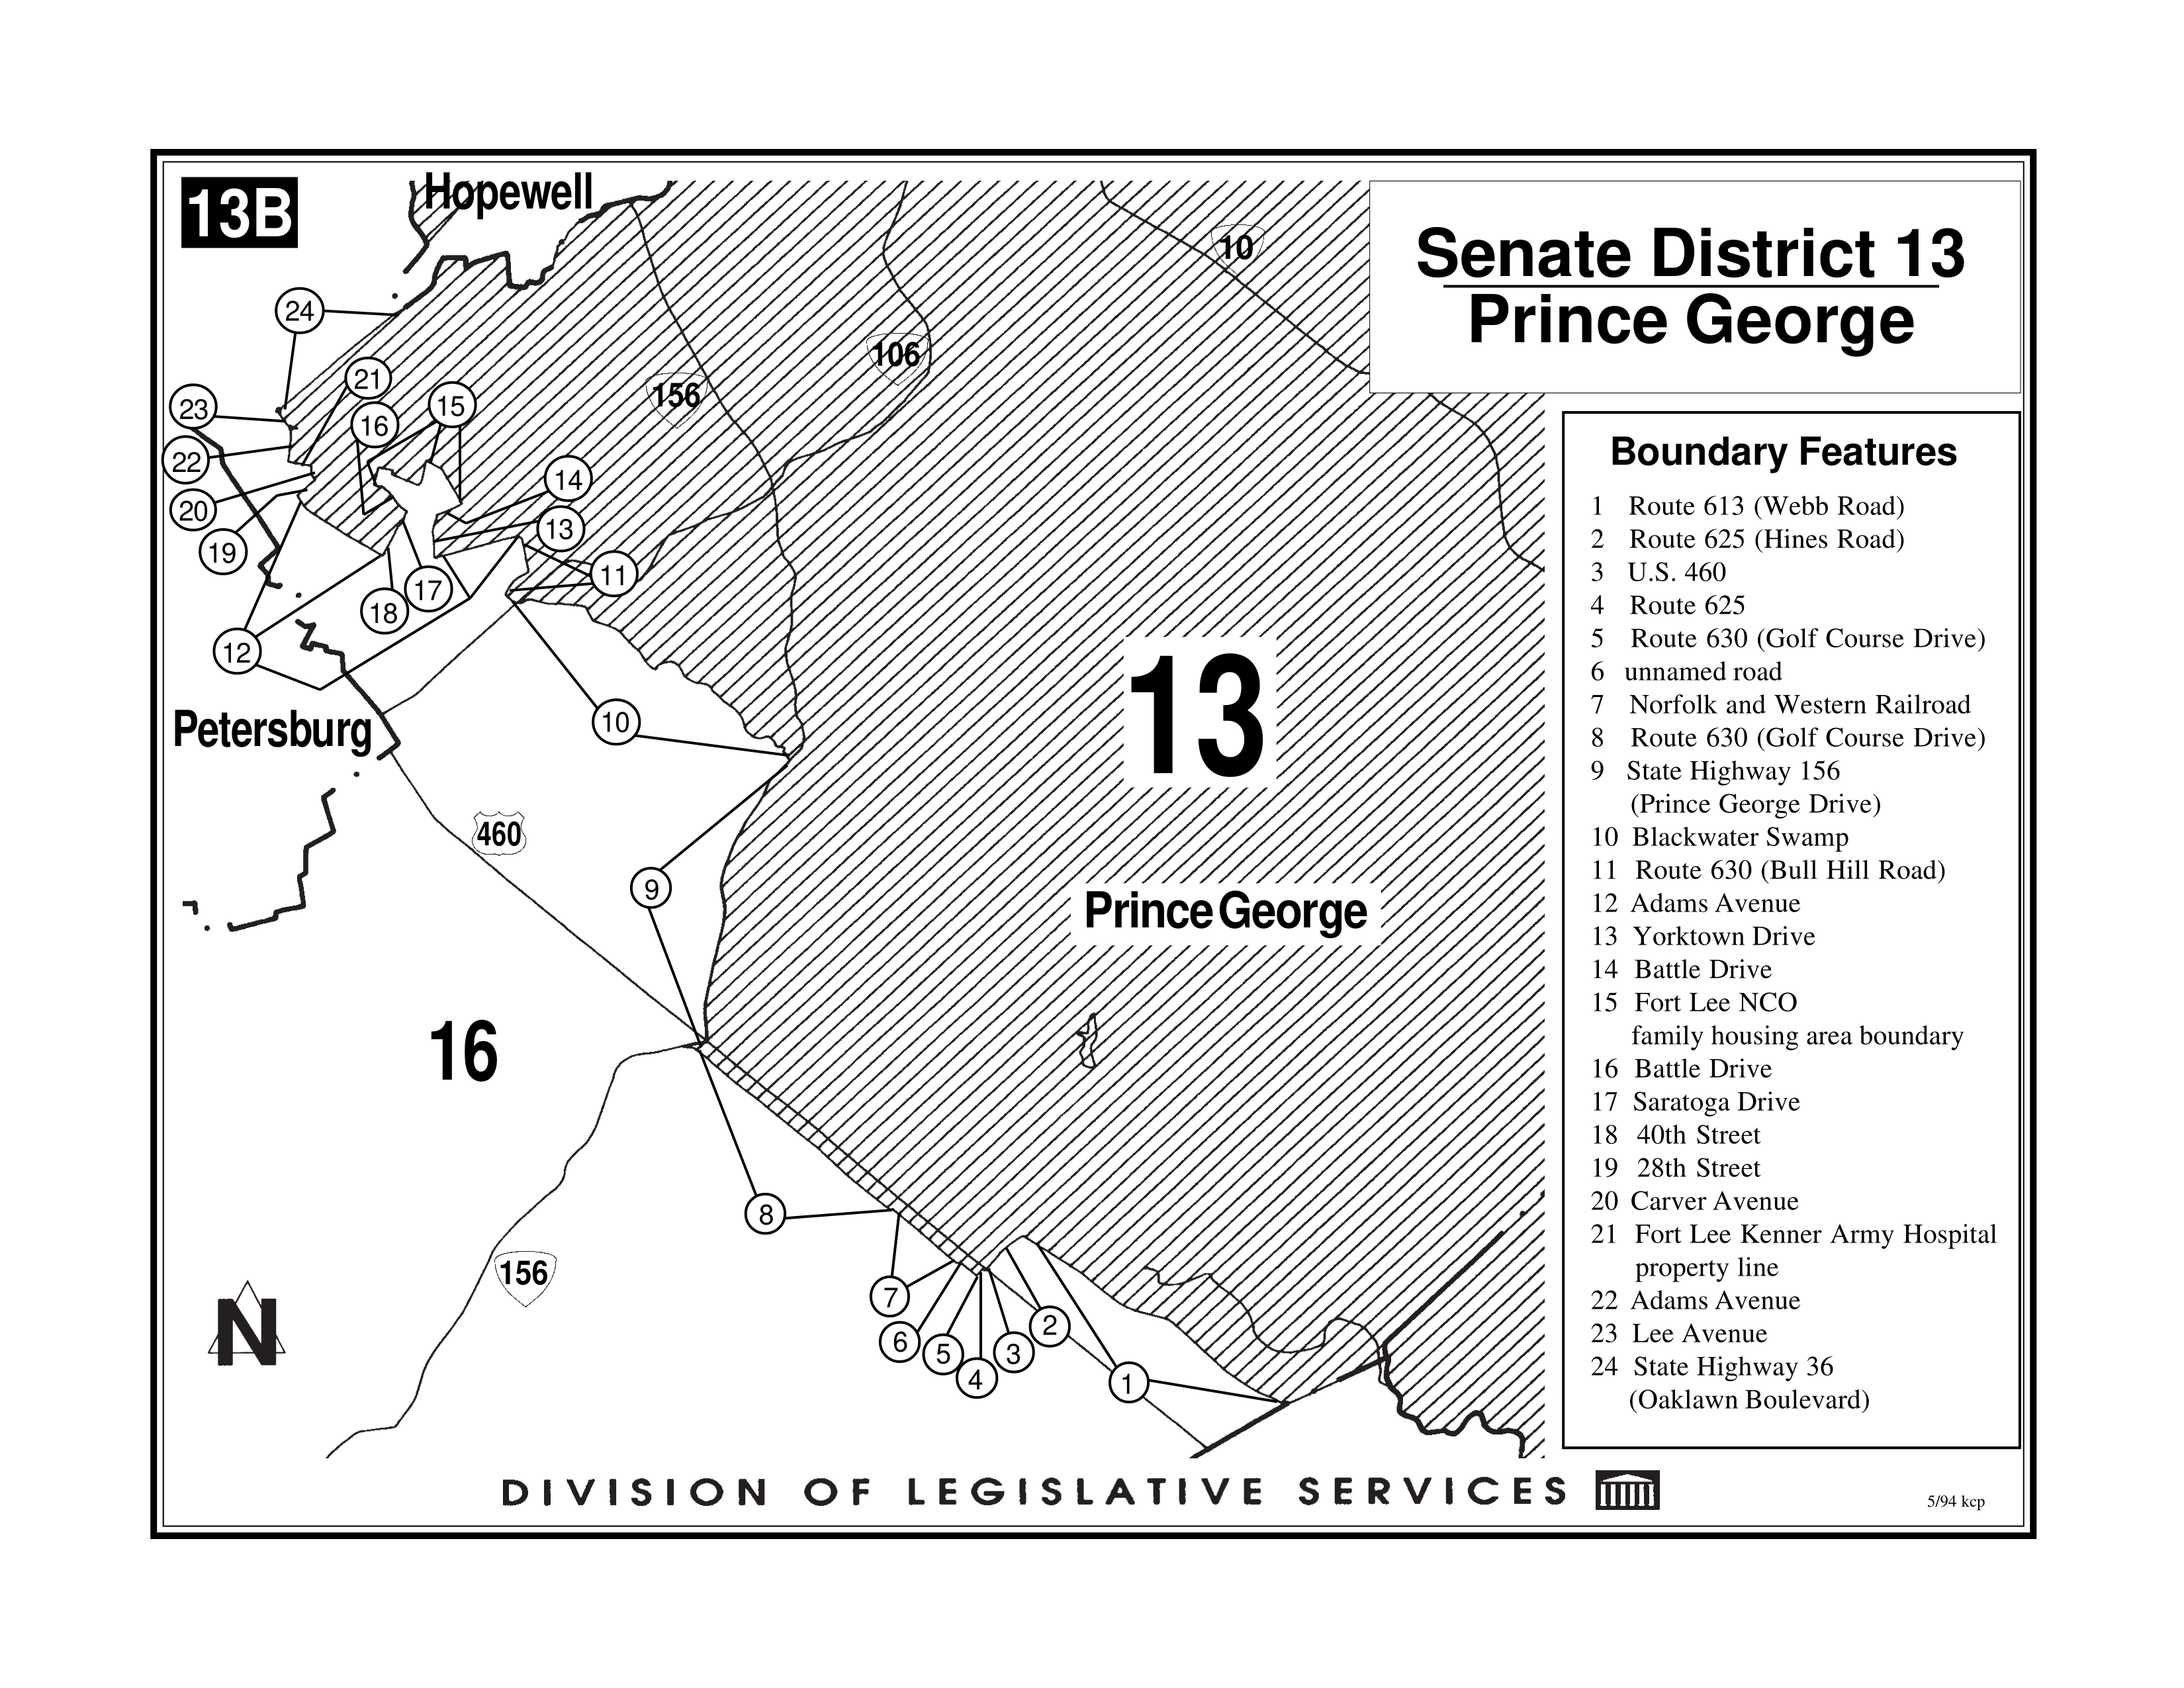 13B
Hopewell
Senate District 13
Prince George
10
106
156
24
21
15
23
16
22
14
20
13
19
11
17
18
12
10
Petersburg
13
460
9
Prince George
16
8
156
7
2
6
5
3
4
1
N
Boundary Features
1 Route 613 (Webb Road)
2 Route 625 (Hines Road)
3 U.S. 460
4 Route 625
5 Route 630 (Golf Course Drive)
6 unnamed road
7 Norfolk and Western Railroad
8 Route 630 (Golf Course Drive)
9 State Highway 156
(Prince George Drive)
10 Blackwater Swamp
11 Route 630 (Bull Hill Road)
12 Adams Avenue
13 Yorktown Drive
14 Battle Drive
15 Fort Lee NCO
family housing area boundary
16 Battle Drive
17 Saratoga Drive
18 40th Street
19 28th Street
20 Carver Avenue
21 Fort Lee Kenner Army Hospital
property line
22 Adams Avenue
23 Lee Avenue
24 State Highway 36
(Oaklawn Boulevard)
DIVISION OF LEGISLATIVE SERVICES
5/94 kcp